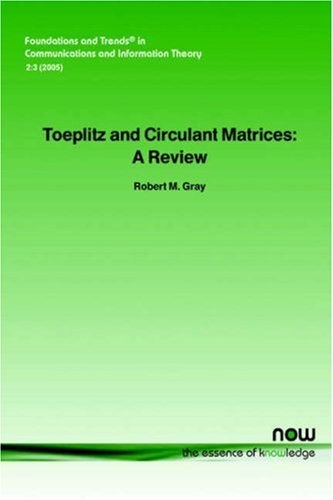 Foundations and Trends® in
Communications and Information Theory
2:3 (2005)
Toeplitz and Circulant Matrices:
A Review
Robert M. Gray
now
the essence of knowledge